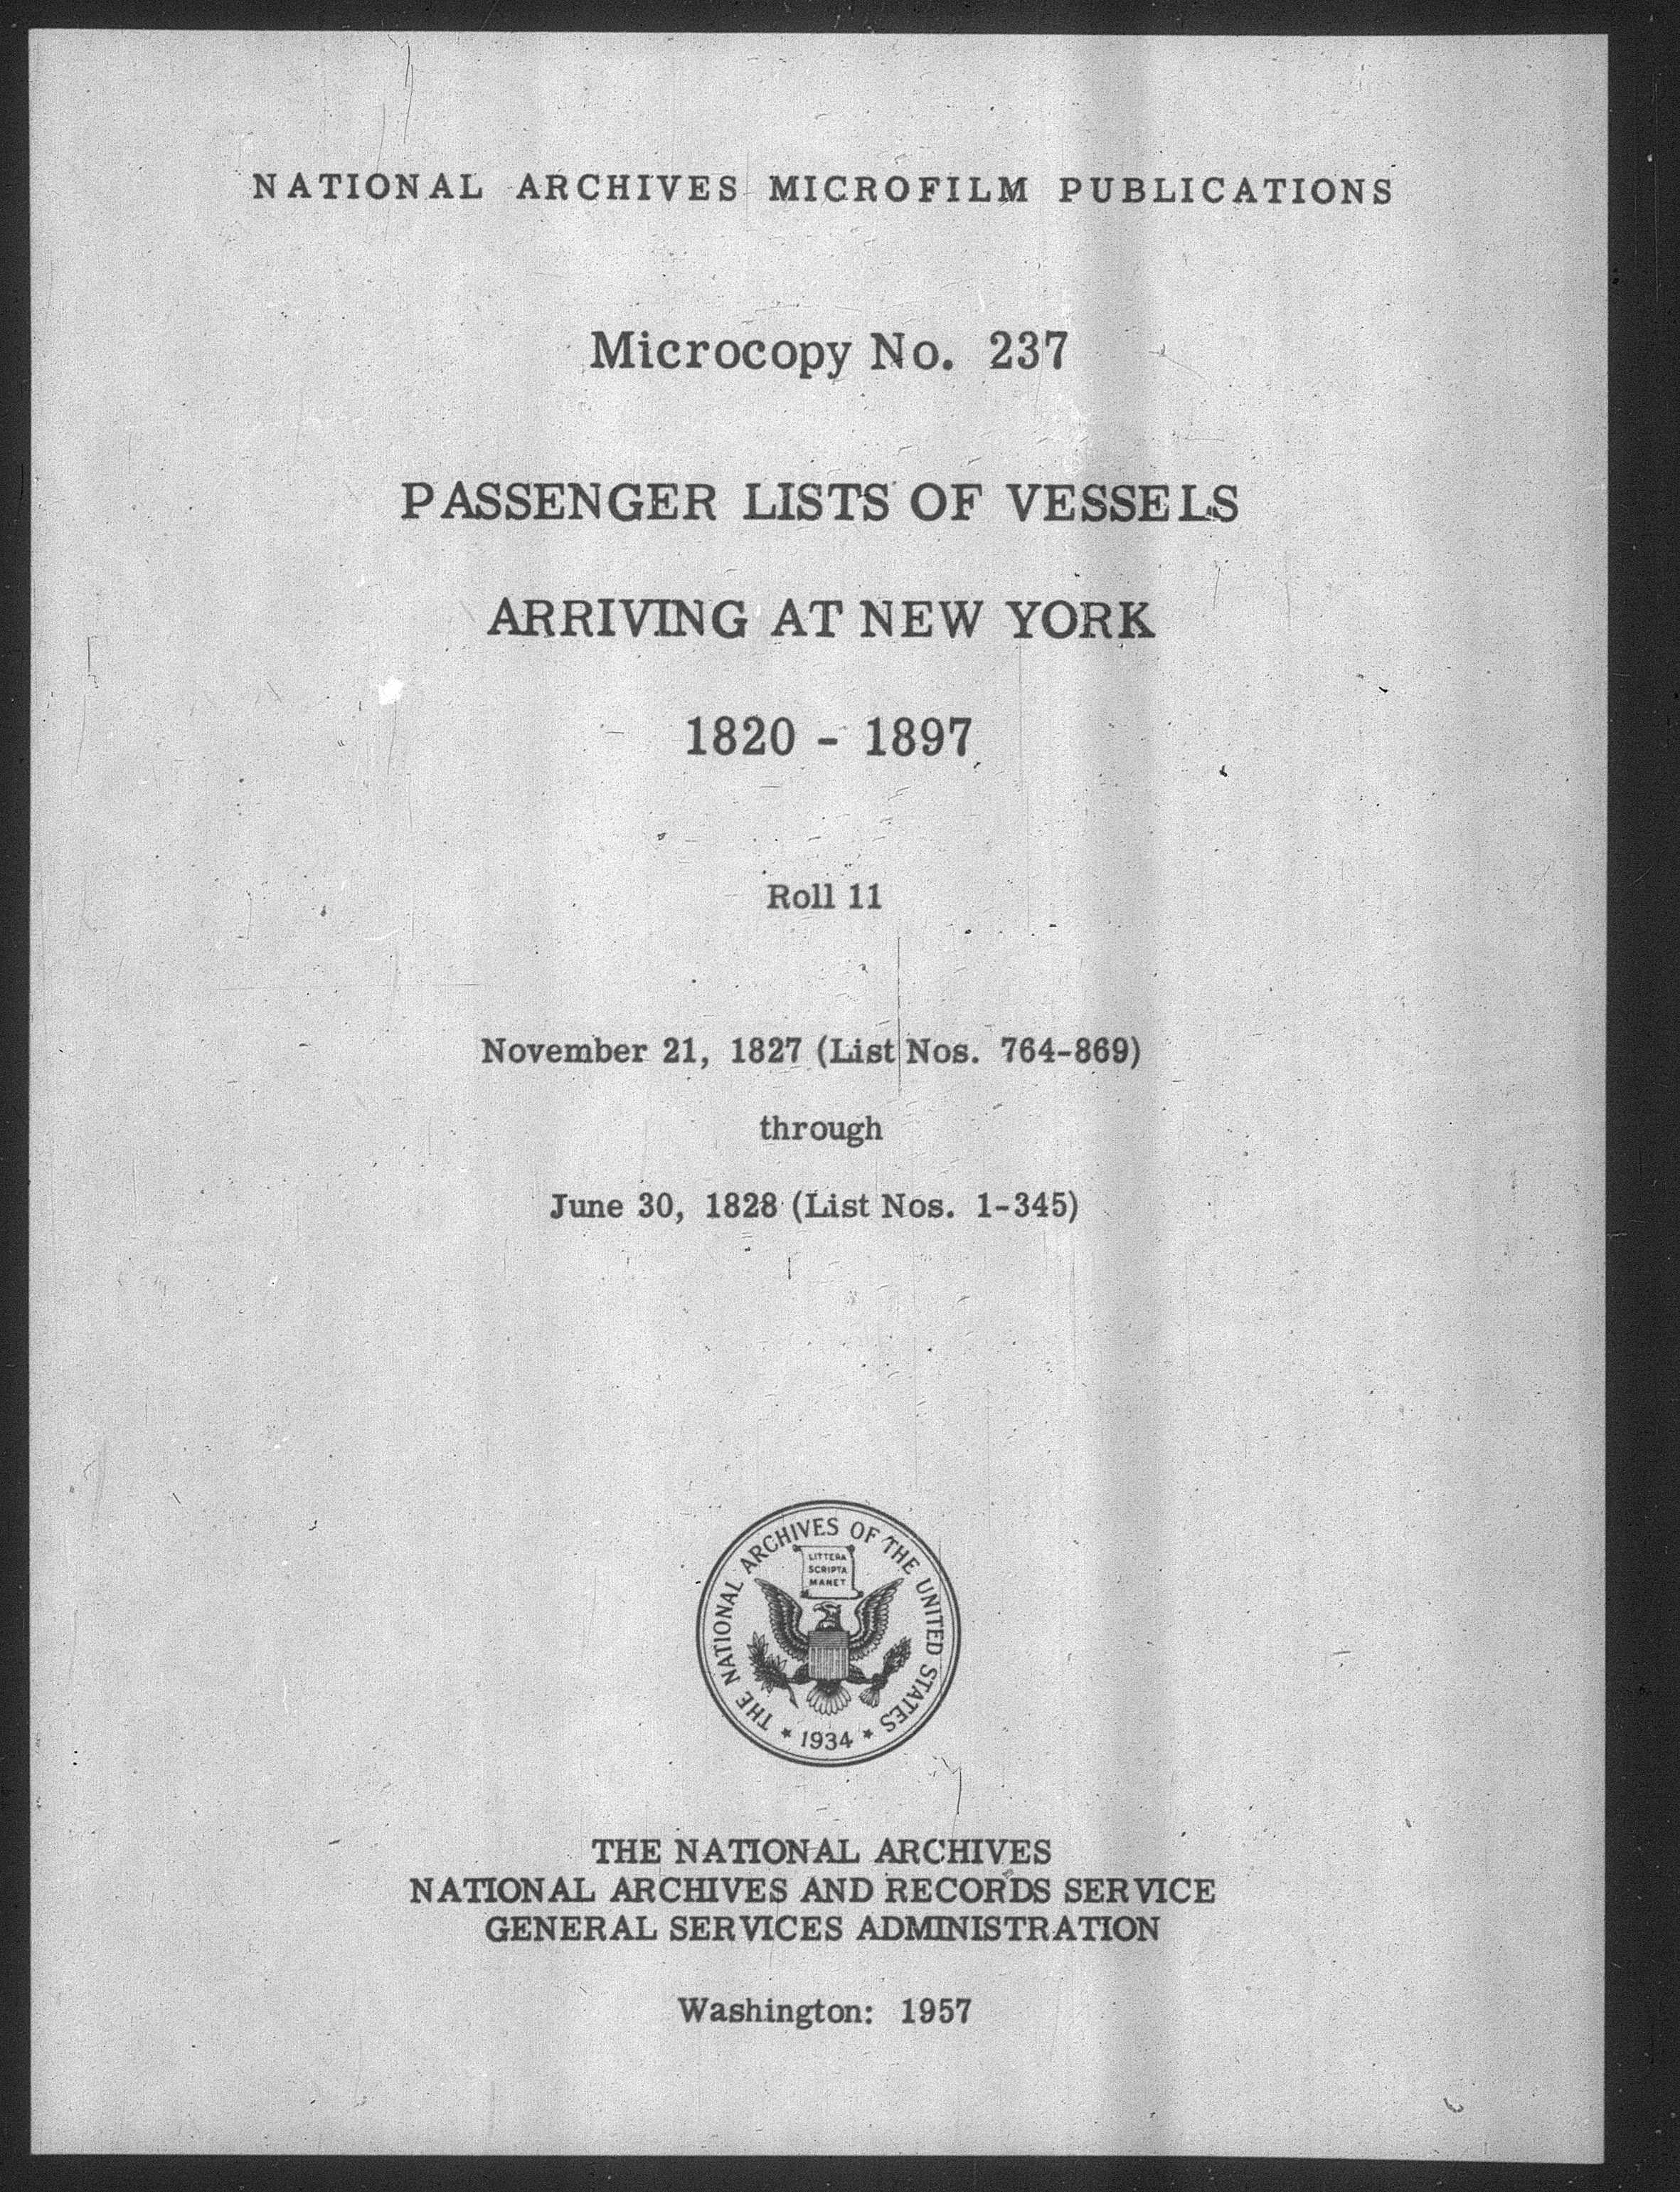 NATIONAL ARCHIVES MICROFILM PUBLICATIONS
Microcopy No. 237
PASSENGER LISTS OF VESSELS
ARRIVING AT NEW YORK
1820 - 1897
Roll 11
November 21, 1827 (List Nos. 764-869)
through
June 30, 1828 (List Nos. 1-345)
THE NATIONAL ARCHIVES OF THE UNITED STATES
LITTERA
SCRIPTA
MANET
* 1934 *
THE NATIONAL ARCHIVES
NATIONAL ARCHIVES AND RECORDS SERVICE
GENERAL SERVICES ADMINISTRATION
Washington: 1957